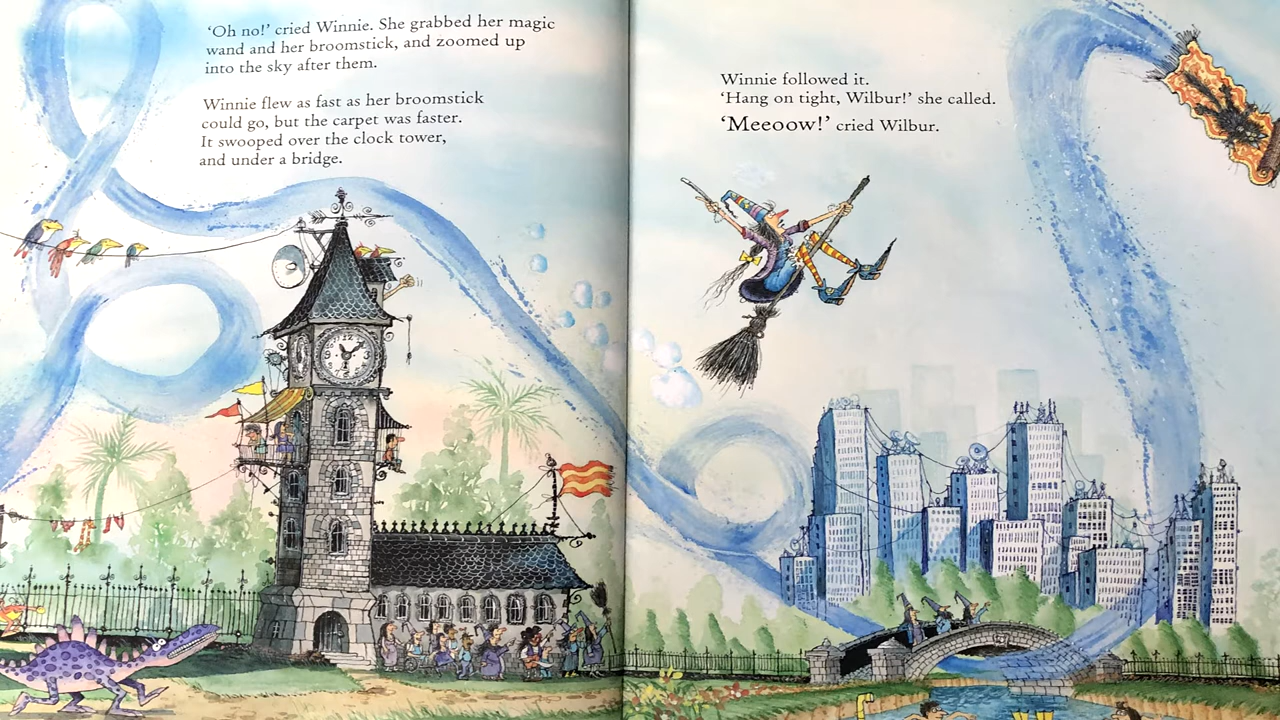 ‘Oh no!’ cried Winnie. She grabbed her magic
wand and her broomstick, and zoomed up
into the sky after them.
Winnie flew as fast as her broomstick
could go, but the carpet was faster.
It swooped over the clock tower,
and under a bridge.
Winnie followed it.
‘Hang on tight, Wilbur!’ she called.
‘Meeoow!’ cried Wilbur.